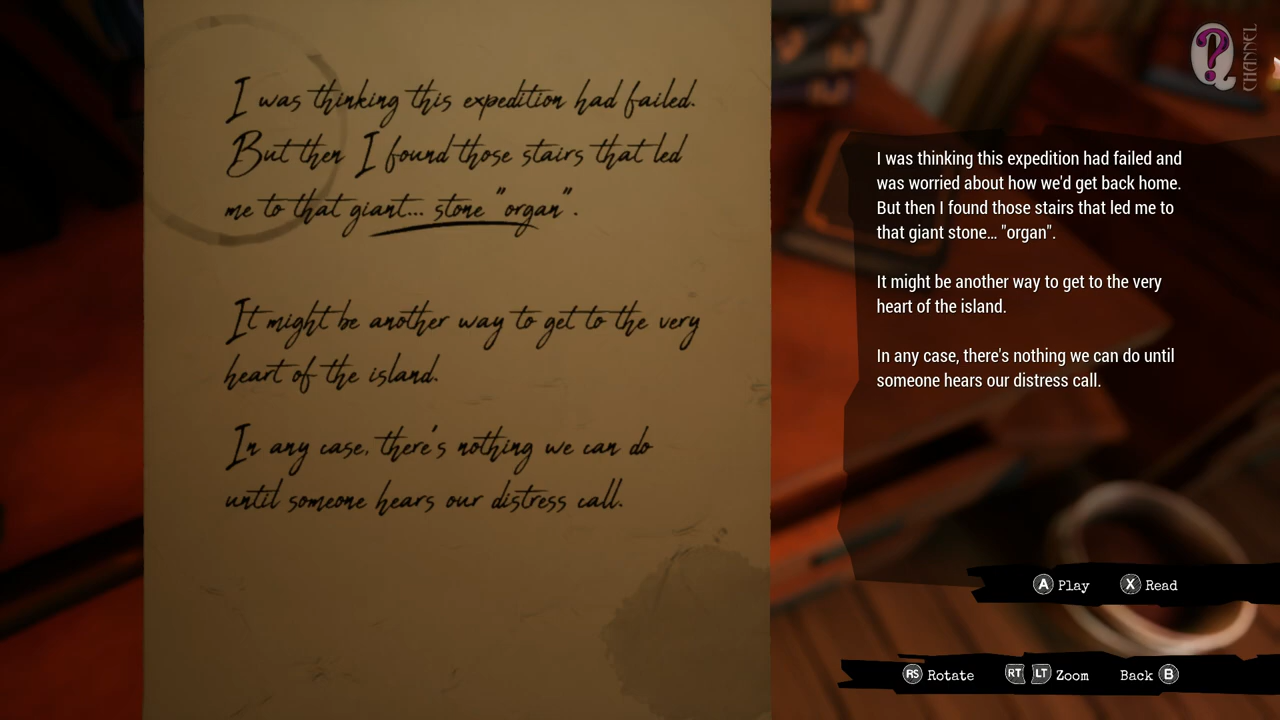 I was thinking this expedition had failed.
But then I found those stairs that led
me to that giant... stone "organ".
It might be another way to get to the very
heart of the island.
In any case, there's nothing we can do
until someone hears our distress call.
? CHANNEL
I was thinking this expedition had failed and
was worried about how we'd get back home.
But then I found those stairs that led me to
that giant stone... "organ".
It might be another way to get to the very
heart of the island.
In any case, there's nothing we can do until
someone hears our distress call.
A Play X Read
RS Rotate RT LT Zoom Back B